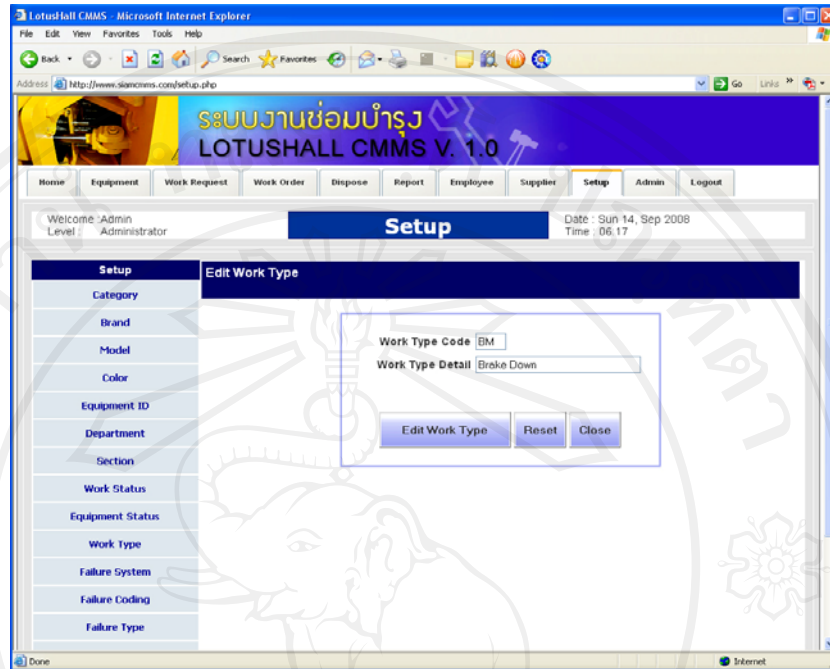 LotusHall CMMS - Microsoft Internet Explorer
File Edit View Favorites Tools Help
Back Search Favorites
Address http://www.siamcmms.com/setup.php Go Links »
ระบบงานซ่อมบำรุง
LOTUSHALL CMMS V. 1.0
Home Equipment Work Request Work Order Dispose Report Employee Supplier Setup Admin Logout
Welcome :Admin
Level : Administrator
Setup
Date : Sun 14, Sep 2008
Time : 06:17
Setup
Category
Brand
Model
Color
Equipment ID
Department
Section
Work Status
Equipment Status
Work Type
Failure System
Failure Coding
Failure Type
Edit Work Type
Work Type Code BM
Work Type Detail Brake Down
Edit Work Type Reset Close
Done Internet